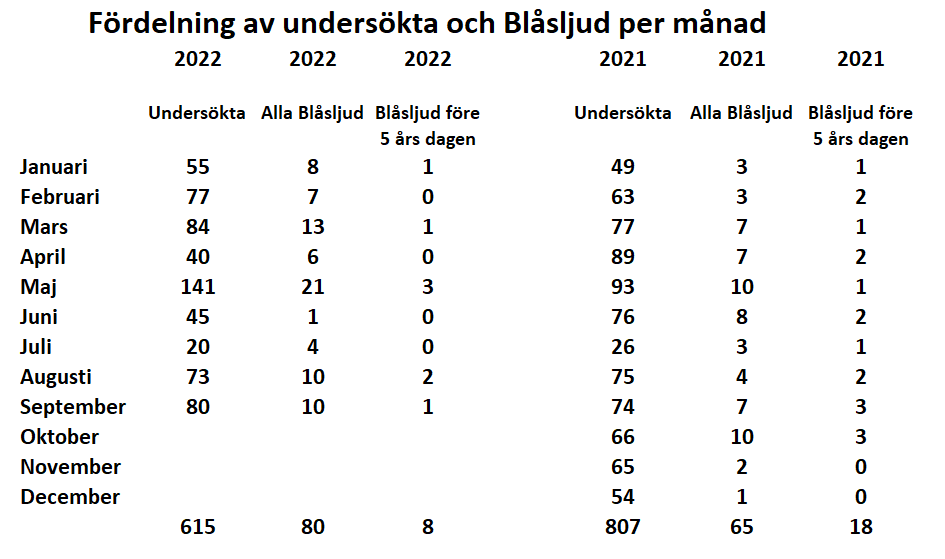 Fördelning av undersökta och Blåsljud per månad
2022 2022 2022 2021 2021 2021
Undersökta Alla Blåsljud Blåsljud före Undersökta Alla Blåsljud Blåsljud före
5 års dagen 5 års dagen
Januari 55 8 1 49 3 1
Februari 77 7 0 63 3 2
Mars 84 13 1 77 7 1
April 40 6 0 89 7 2
Maj 141 21 3 93 10 1
Juni 45 1 0 76 8 2
Juli 20 4 0 26 3 1
Augusti 73 10 2 75 4 2
September 80 10 1 74 7 3
Oktober 66 10 3
November 65 2 0
December 54 1 0
615 80 8 807 65 18